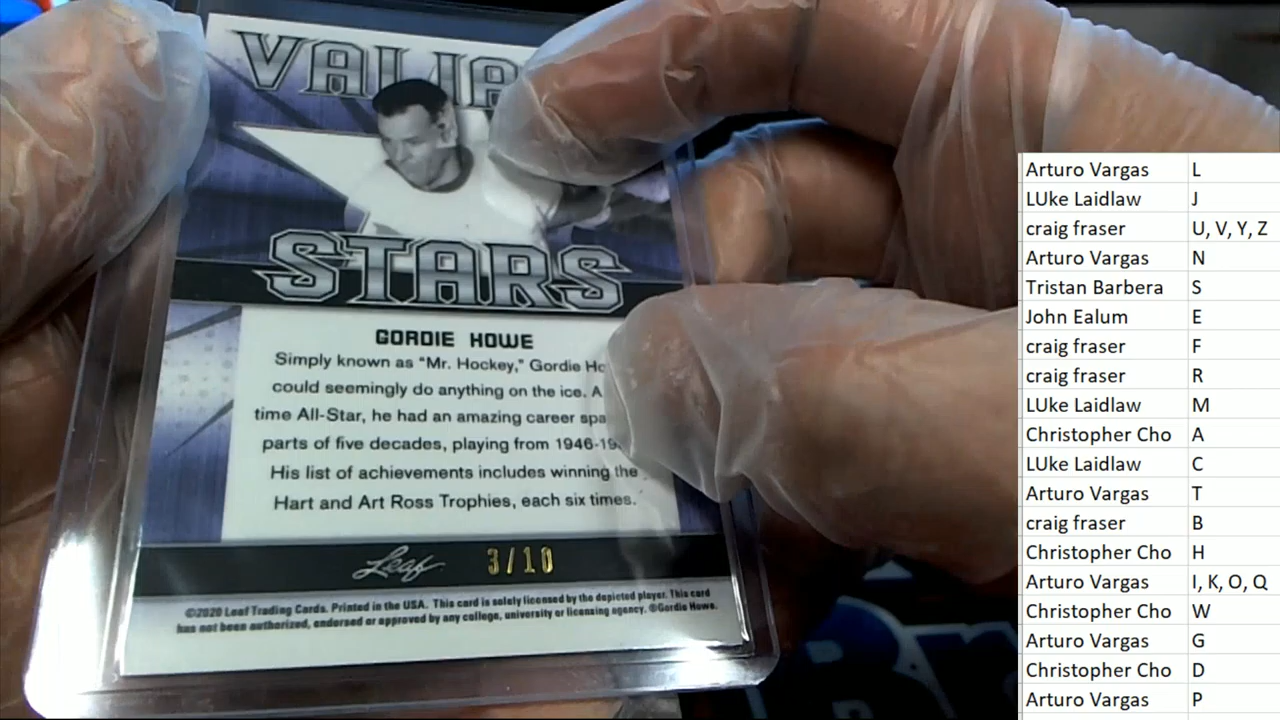 VALIA
STARS
GORDIE HOWE
Simply known as "Mr. Hockey," Gordie Ho
could seemingly do anything on the ice. A
time All-Star, he had an amazing career spa
parts of five decades, playing from 1946-19
His list of achievements includes winning the
Hart and Art Ross Trophies, each six times.
Leaf 3/10
©2020 Leaf Trading Cards. Printed in the USA. This card is solely licensed by the depicted player. This card
has not been authorized, endorsed or approved by any college, university or licensing agency. ©Gordie Howe.
Arturo Vargas L
LUke Laidlaw J
craig fraser U, V, Y, Z
Arturo Vargas N
Tristan Barbera S
John Ealum E
craig fraser F
craig fraser R
LUke Laidlaw M
Christopher Cho A
LUke Laidlaw C
Arturo Vargas T
craig fraser B
Christopher Cho H
Arturo Vargas I, K, O, Q
Christopher Cho W
Arturo Vargas G
Christopher Cho D
Arturo Vargas P